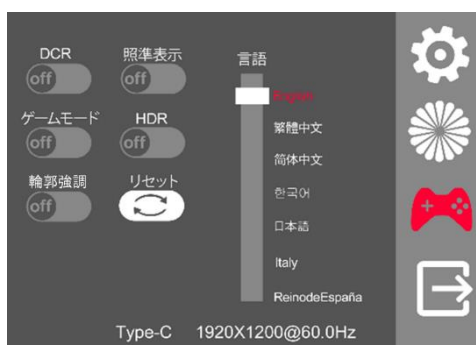 DCR 照準表示 言語
off off
English
ゲームモード HDR
off off
繁體中文
简体中文
輪郭強調 リセット
off
한국어
日本語
Italy
ReinodeEspaña
Type-C 1920X1200@60.0Hz